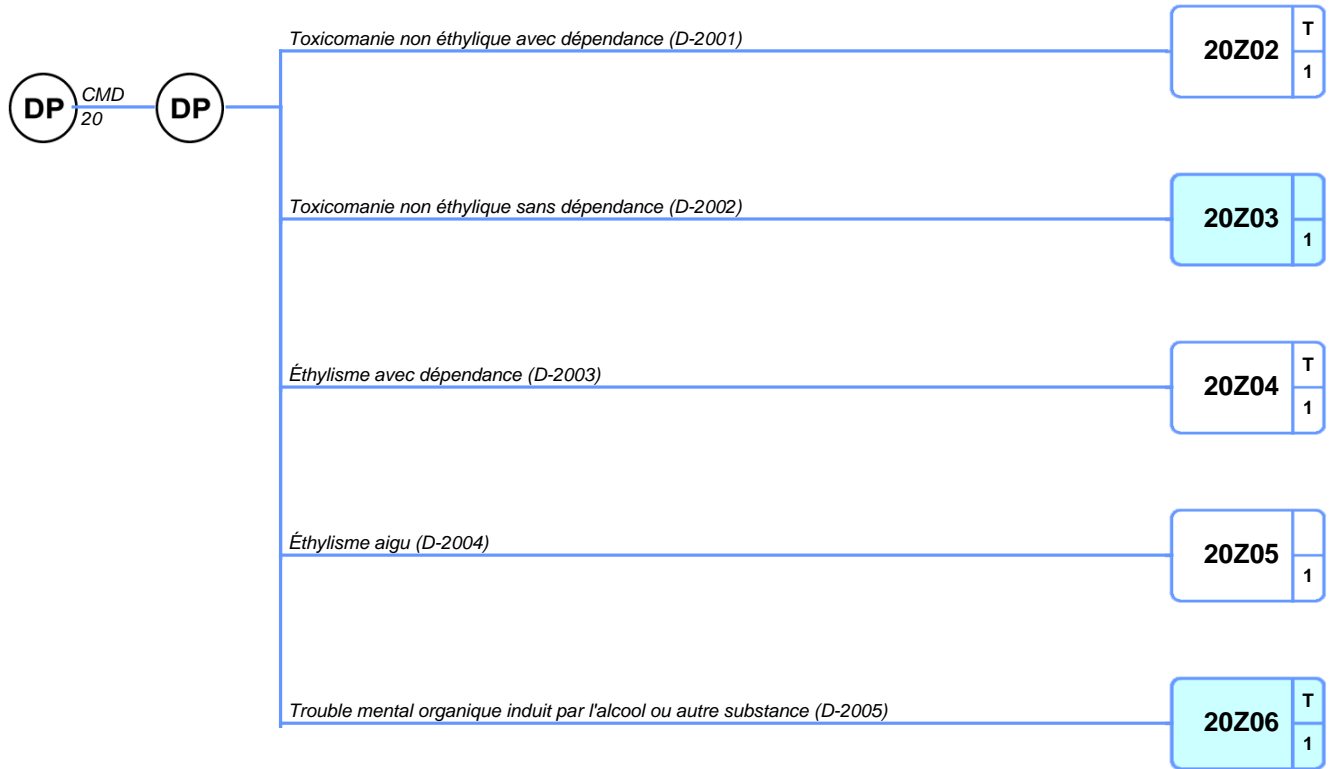 Toxicomanie non éthylique avec dépendance (D-2001)
20Z02
T
1
DP
CMD
20
DP
Toxicomanie non éthylique sans dépendance (D-2002)
20Z03
1
Éthylisme avec dépendance (D-2003)
20Z04
T
1
Éthylisme aigu (D-2004)
20Z05
1
Trouble mental organique induit par l'alcool ou autre substance (D-2005)
20Z06
T
1